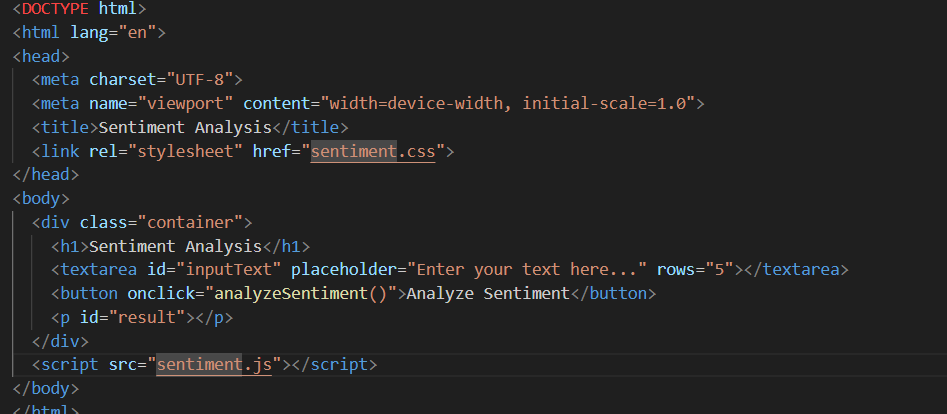 <DOCTYPE html>
<html lang="en">
<head>
<meta charset="UTF-8">
<meta name="viewport" content="width=device-width, initial-scale=1.0">
<title>Sentiment Analysis</title>
<link rel="stylesheet" href="sentiment.css">
</head>
<body>
<div class="container">
<h1>Sentiment Analysis</h1>
<textarea id="inputText" placeholder="Enter your text here..." rows="5"></textarea>
<button onclick="analyzeSentiment()">Analyze Sentiment</button>
<p id="result"></p>
</div>
<script src="sentiment.js"></script>
</body>
</html>